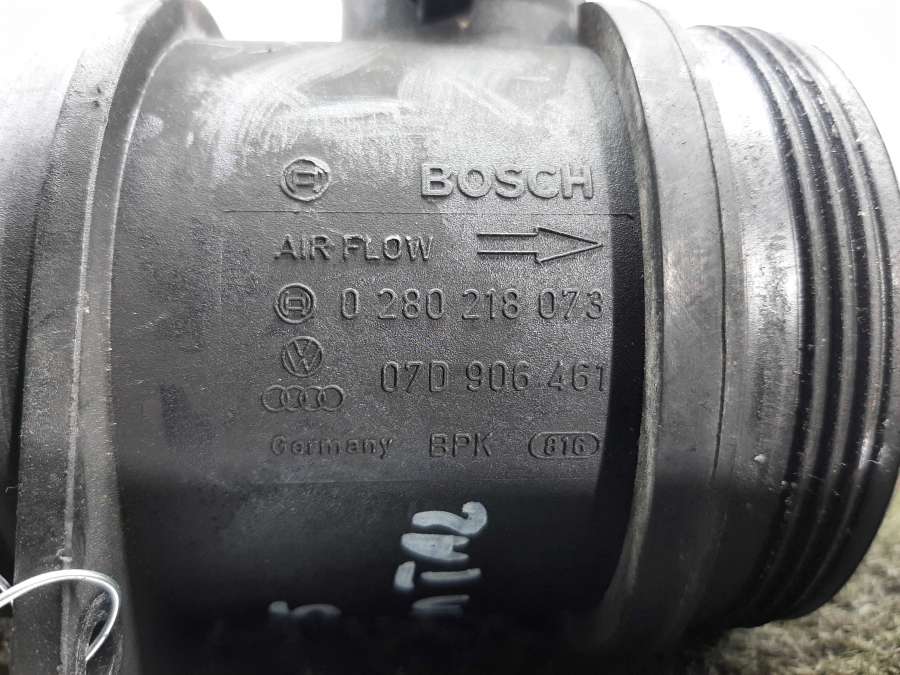 BOSCH
AIR FLOW
0 280 218 073
07D 906 461
Germany BPK 816